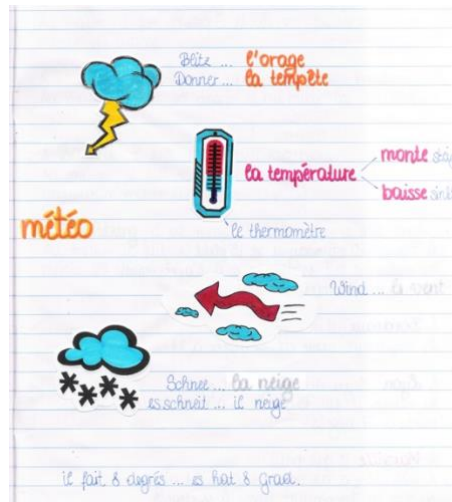 Blitz ... l'orage
Donner ... la tempête
monte
la température
baisse
météo
le thermomètre
Wind ... le vent
Schnee ... la neige
es schneit ... il neige
il fait 8 degrés ... es hat 8 Grad.